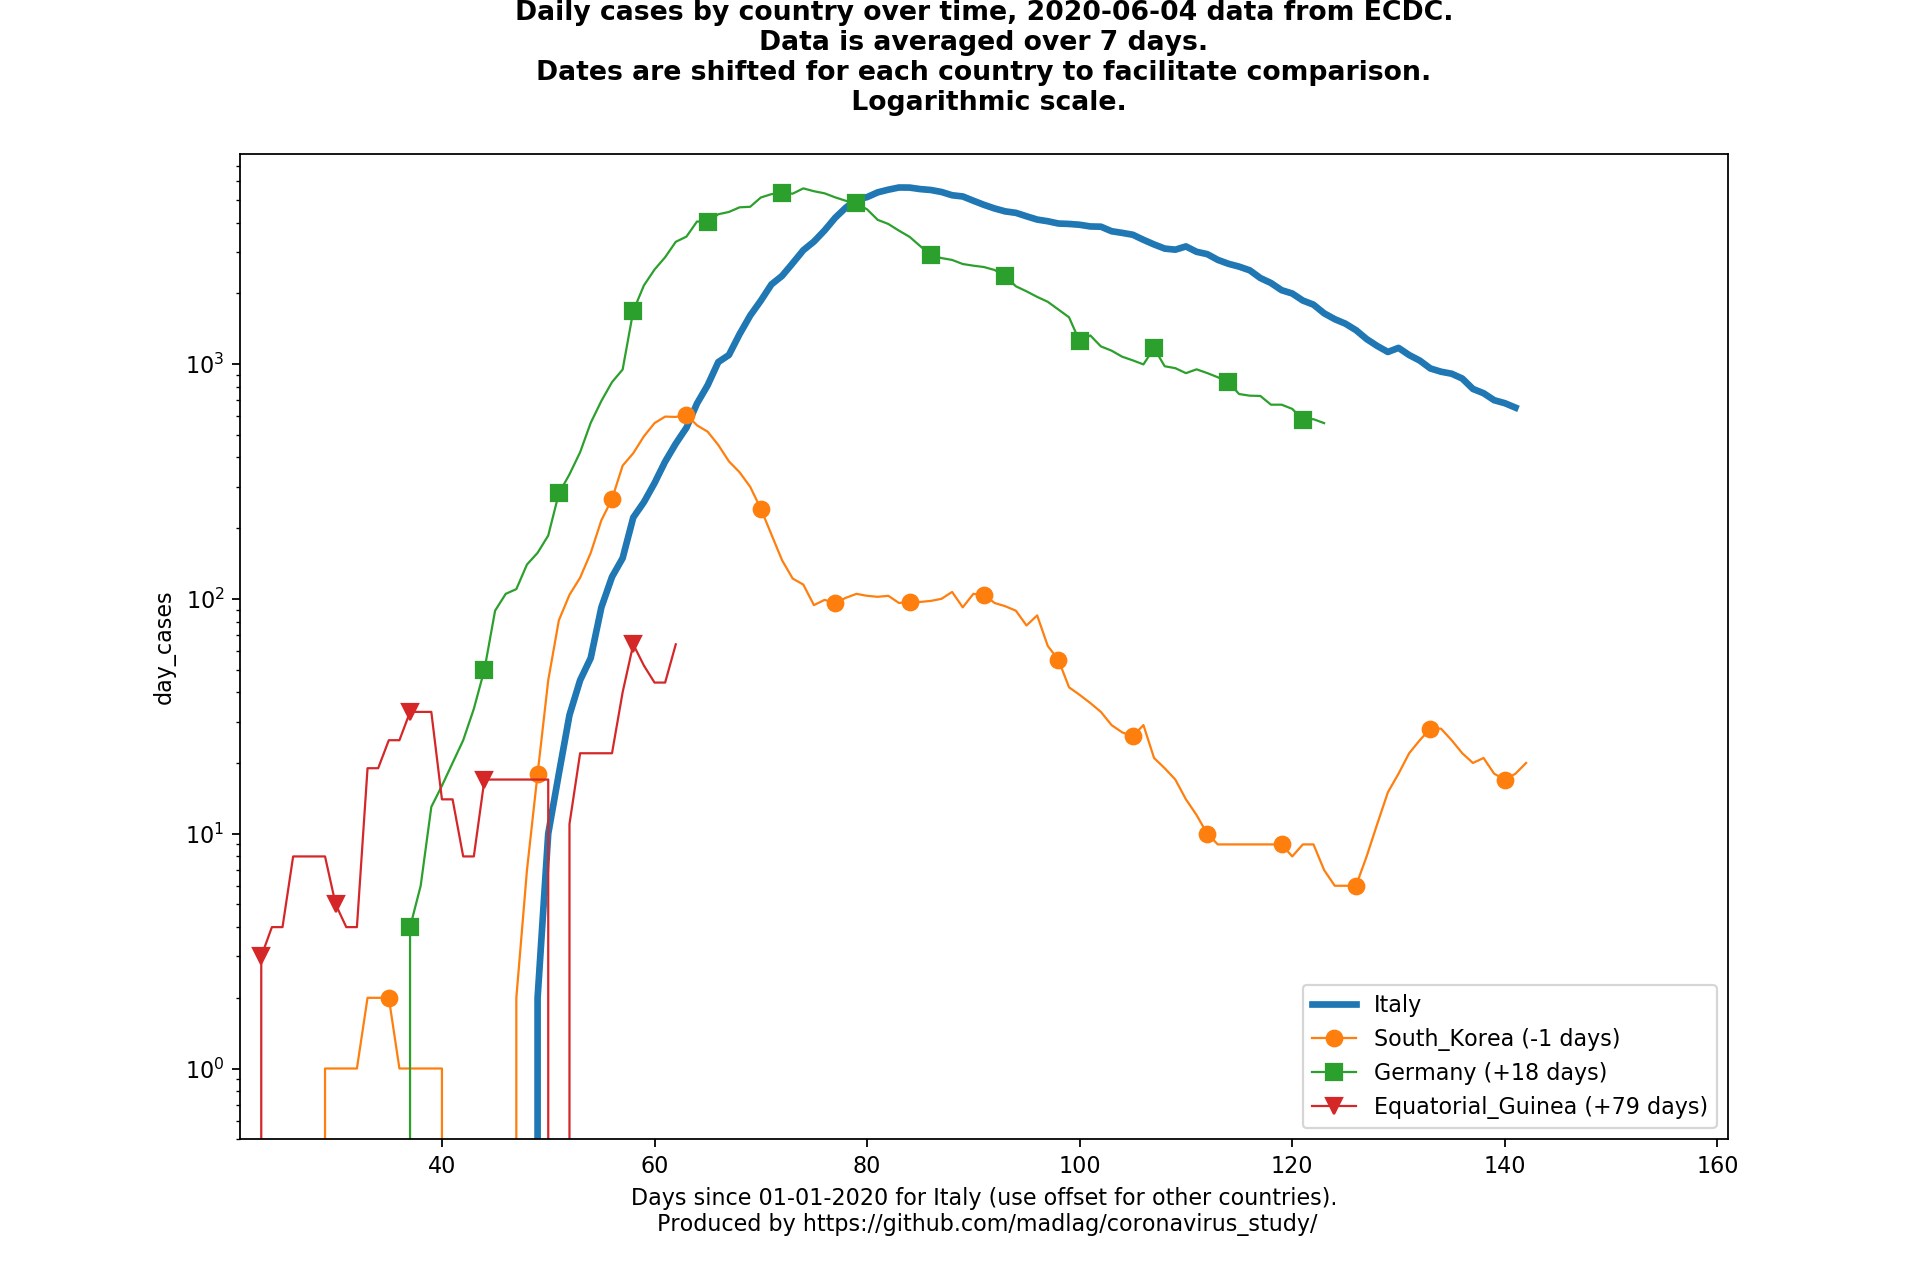 Daily cases by country over time, 2020-06-04 data from ECDC.
Data is averaged over 7 days.
Dates are shifted for each country to facilitate comparison.
Logarithmic scale.
10³
10²
10¹
10⁰
day_cases
40 60 80 100 120 140 160
Days since 01-01-2020 for Italy (use offset for other countries).
Produced by https://github.com/madlag/coronavirus_study/
Italy
South_Korea (-1 days)
Germany (+18 days)
Equatorial_Guinea (+79 days)